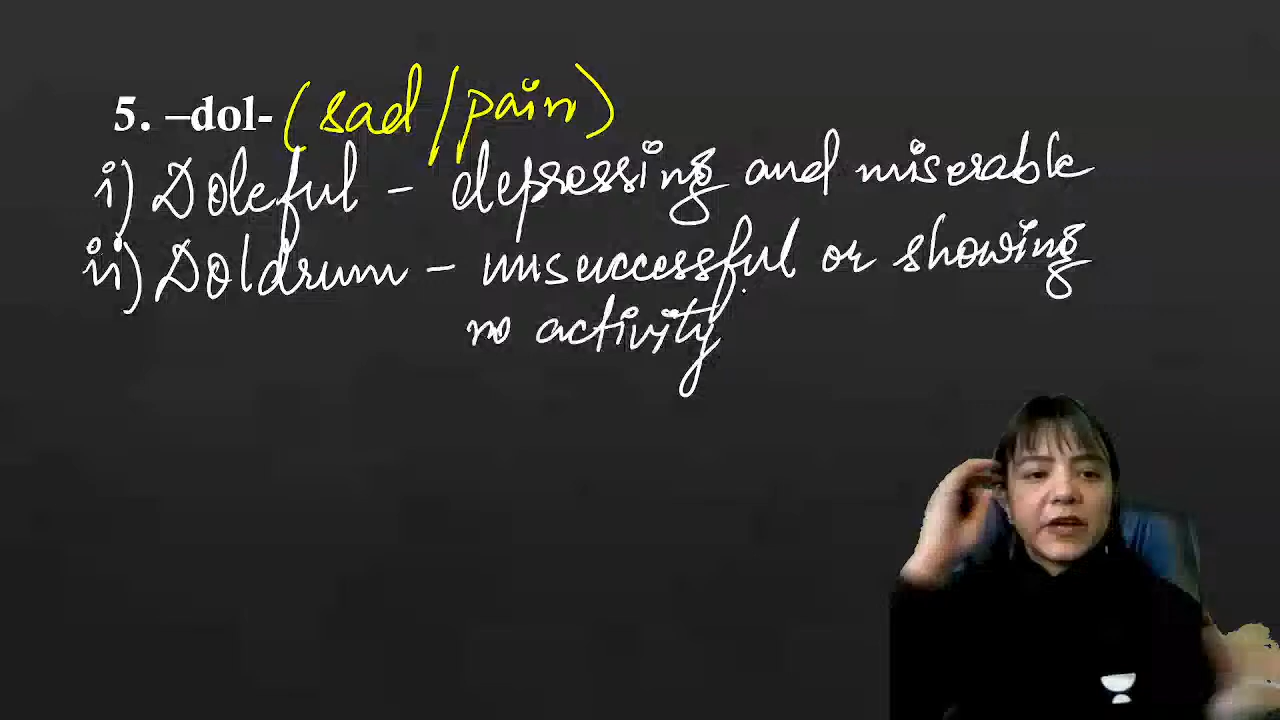 5. –dol- (sad/pain)
i) Doleful – depressing and miserable
ii) Doldrum – unsuccessful or showing
no activity